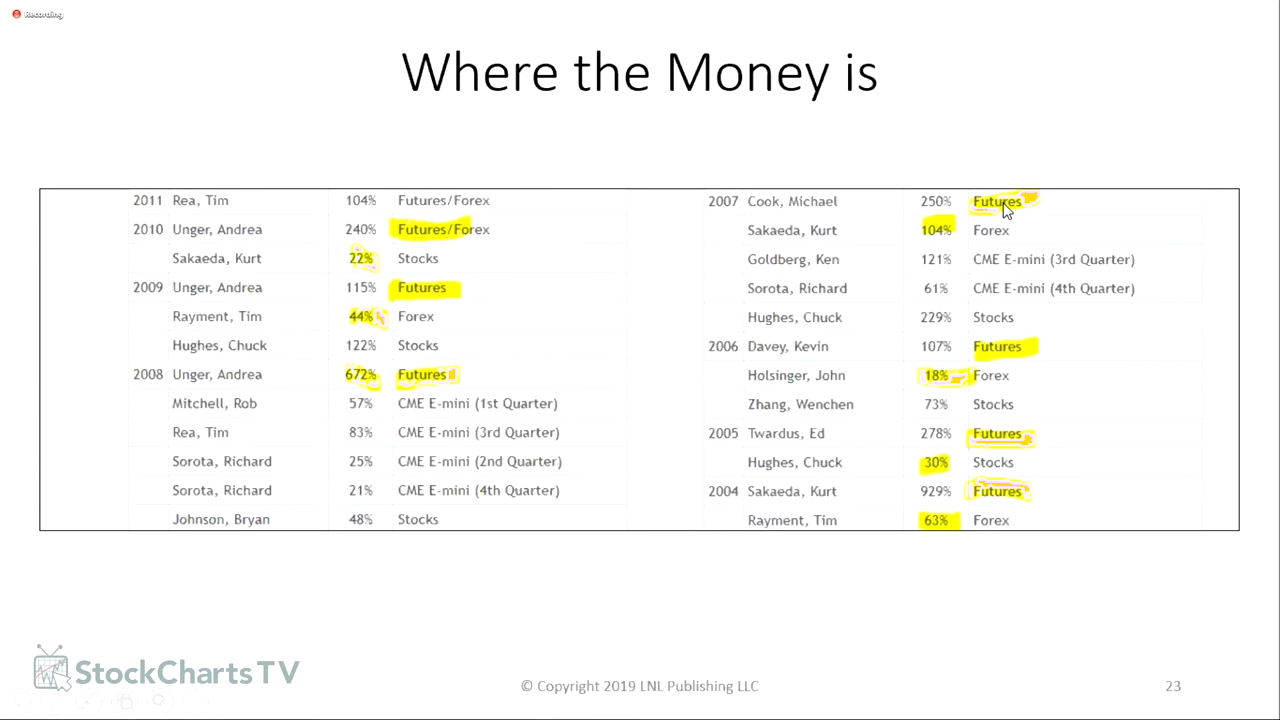 Recording
Where the Money is
2011 Rea, Tim 104% Futures/Forex
2010 Unger, Andrea 240% Futures/Forex
Sakaeda, Kurt 22% Stocks
2009 Unger, Andrea 115% Futures
Rayment, Tim 44% Forex
Hughes, Chuck 122% Stocks
2008 Unger, Andrea 672% Futures
Mitchell, Rob 57% CME E-mini (1st Quarter)
Rea, Tim 83% CME E-mini (3rd Quarter)
Sorota, Richard 25% CME E-mini (2nd Quarter)
Sorota, Richard 21% CME E-mini (4th Quarter)
Johnson, Bryan 48% Stocks
2007 Cook, Michael 250% Futures
Sakaeda, Kurt 104% Forex
Goldberg, Ken 121% CME E-mini (3rd Quarter)
Sorota, Richard 61% CME E-mini (4th Quarter)
Hughes, Chuck 229% Stocks
2006 Davey, Kevin 107% Futures
Holsinger, John 18% Forex
Zhang, Wenchen 73% Stocks
2005 Twardus, Ed 278% Futures
Hughes, Chuck 30% Stocks
2004 Sakaeda, Kurt 929% Futures
Rayment, Tim 63% Forex
StockCharts TV
© Copyright 2019 LNL Publishing LLC
23